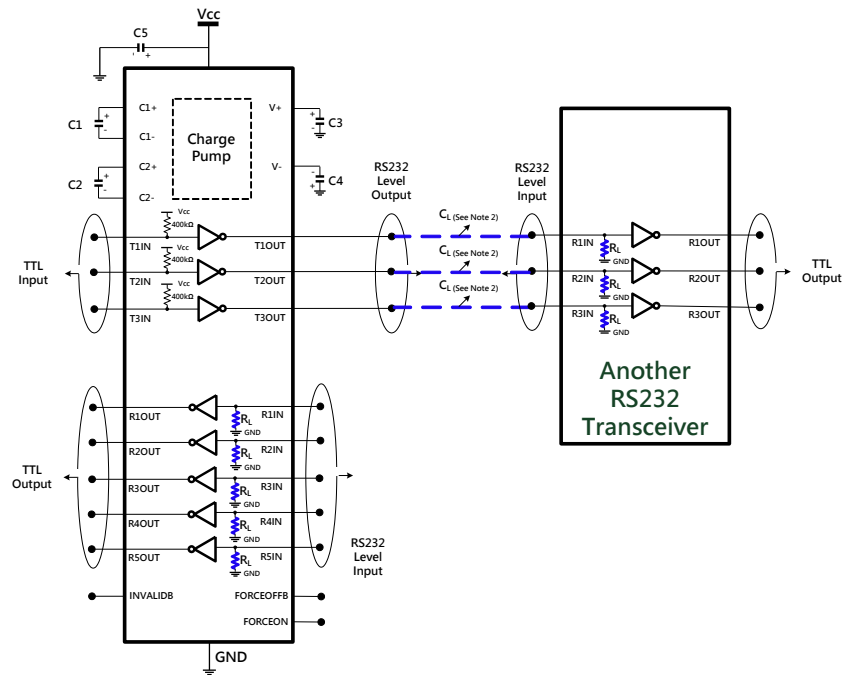 Vcc
C5
- +
C1+
C1-
C2+
C2-
C1
+
-
C2
+
-
Charge
Pump
V+
V-
+
-
C3
-
+
C4
RS232
Level
Output
RS232
Level
Input
TTL
Input
T1IN
Vcc
400kΩ
T1OUT
T2IN
Vcc
400kΩ
T2OUT
T3IN
Vcc
400kΩ
T3OUT
CL (See Note 2)
CL (See Note 2)
CL (See Note 2)
R1IN
RL
GND
R1OUT
R2IN
RL
GND
R2OUT
R3IN
RL
GND
R3OUT
TTL
Output
Another
RS232
Transceiver
TTL
Output
R1OUT
RL
GND
R1IN
R2OUT
RL
GND
R2IN
R3OUT
RL
GND
R3IN
R4OUT
RL
GND
R4IN
R5OUT
RL
GND
R5IN
RS232
Level
Input
INVALIDB
FORCEOFFB
FORCEON
GND